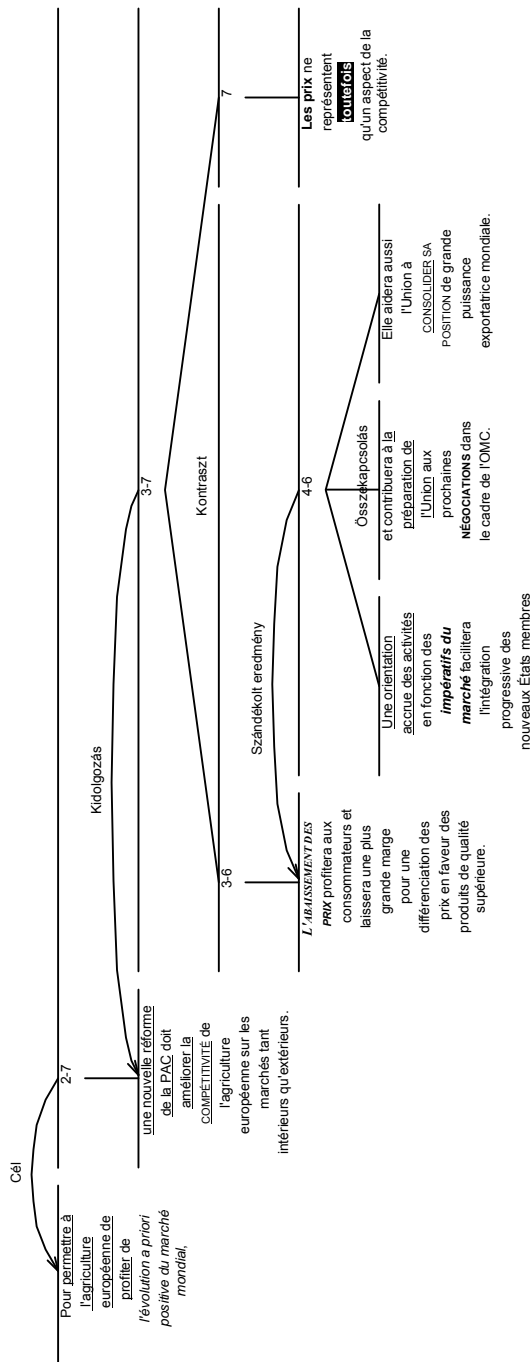 Cél
2-7
Pour permettre à
l'agriculture
européenne de
profiter de
l'évolution a priori
positive du marché
mondial,
Kidolgozás
3-7
une nouvelle réforme
de la PAC doit
améliorer la
COMPÉTITIVITÉ de
l'agriculture
européenne sur les
marchés tant
intérieurs qu'extérieurs.
Kontraszt
3-6
7
Szándékolt eredmény
4-6
L'ABAISSEMENT DES
PRIX profitera aux
consommateurs et
laissera une plus
grande marge
pour une
différenciation des
prix en faveur des
produits de qualité
supérieure.
Les prix ne
représentent
toutefois
qu'un aspect de la
compétitivité.
Összekapcsolás
Une orientation
accrue des activités
en fonction des
impératifs du
marché facilitera
l'intégration
progressive des
nouveaux États membres
et contribuera à la
préparation de
l'Union aux
prochaines
NÉGOCIATIONS dans
le cadre de l'OMC.
Elle aidera aussi
l'Union à
CONSOLIDER SA
POSITION de grande
puissance
exportatrice mondiale.